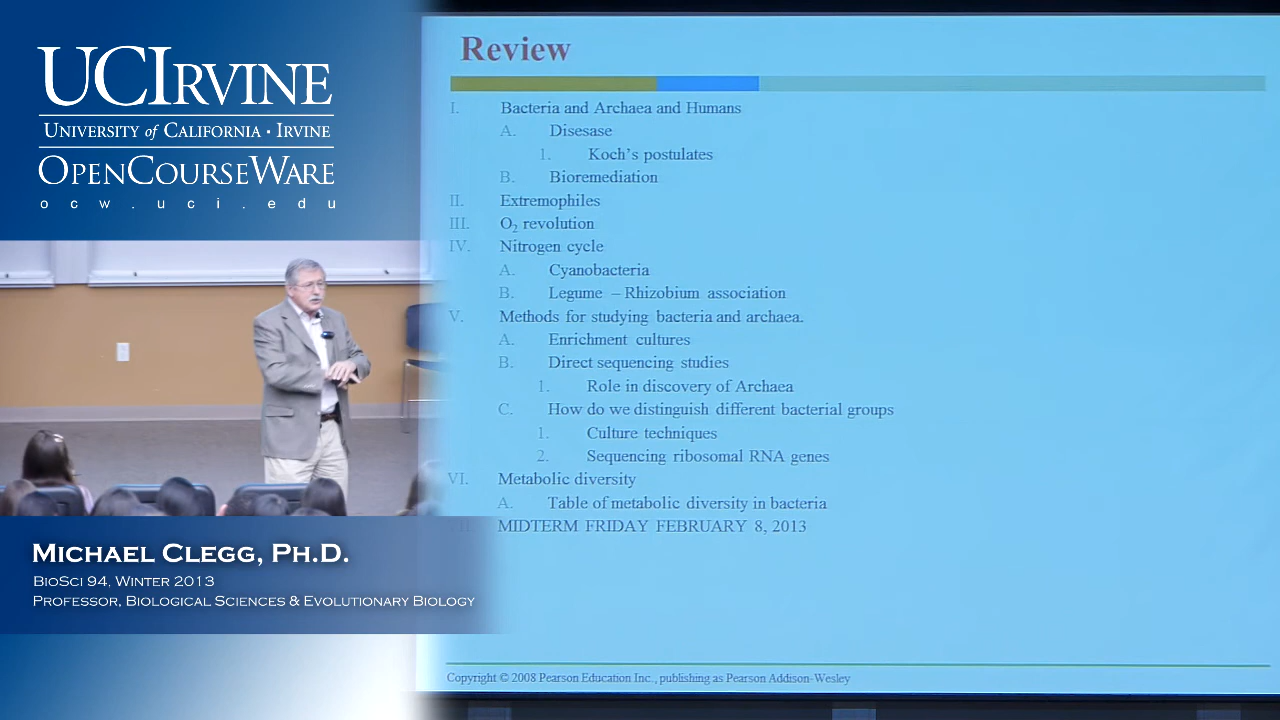 UCIRVINE
UNIVERSITY of CALIFORNIA · IRVINE
OPENCOURSEWARE
ocw.uci.edu
MICHAEL CLEGG, PH.D.
BIOSCI 94, WINTER 2013
PROFESSOR, BIOLOGICAL SCIENCES & EVOLUTIONARY BIOLOGY
Review
I. Bacteria and Archaea and Humans
A. Disesase
1. Koch's postulates
B. Bioremediation
II. Extremophiles
III. O₂ revolution
IV. Nitrogen cycle
A. Cyanobacteria
B. Legume – Rhizobium association
V. Methods for studying bacteria and archaea.
A. Enrichment cultures
B. Direct sequencing studies
1. Role in discovery of Archaea
C. How do we distinguish different bacterial groups
1. Culture techniques
2. Sequencing ribosomal RNA genes
VI. Metabolic diversity
A. Table of metabolic diversity in bacteria
MIDTERM FRIDAY FEBRUARY 8, 2013
Copyright © 2008 Pearson Education Inc., publishing as Pearson Addison-Wesley